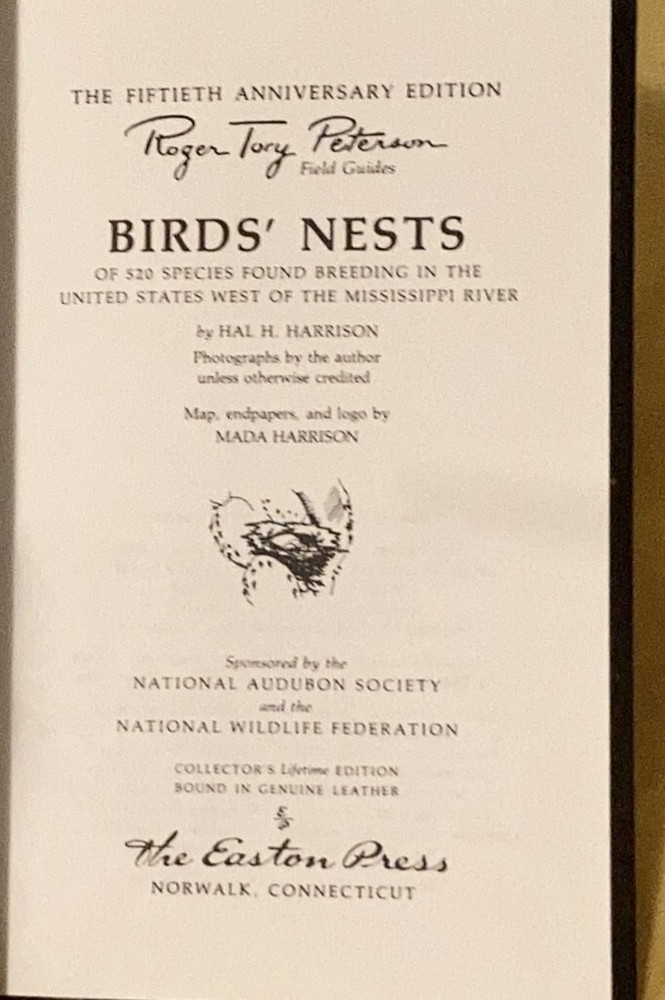 THE FIFTIETH ANNIVERSARY EDITION
Roger Tory Peterson
Field Guides
BIRDS' NESTS
OF 520 SPECIES FOUND BREEDING IN THE
UNITED STATES WEST OF THE MISSISSIPPI RIVER
by HAL H. HARRISON
Photographs by the author
unless otherwise credited
Map, endpapers, and logo by
MADA HARRISON
Sponsored by the
NATIONAL AUDUBON SOCIETY
and the
NATIONAL WILDLIFE FEDERATION
COLLECTOR'S Lifetime EDITION
BOUND IN GENUINE LEATHER
The Easton Press
NORWALK, CONNECTICUT